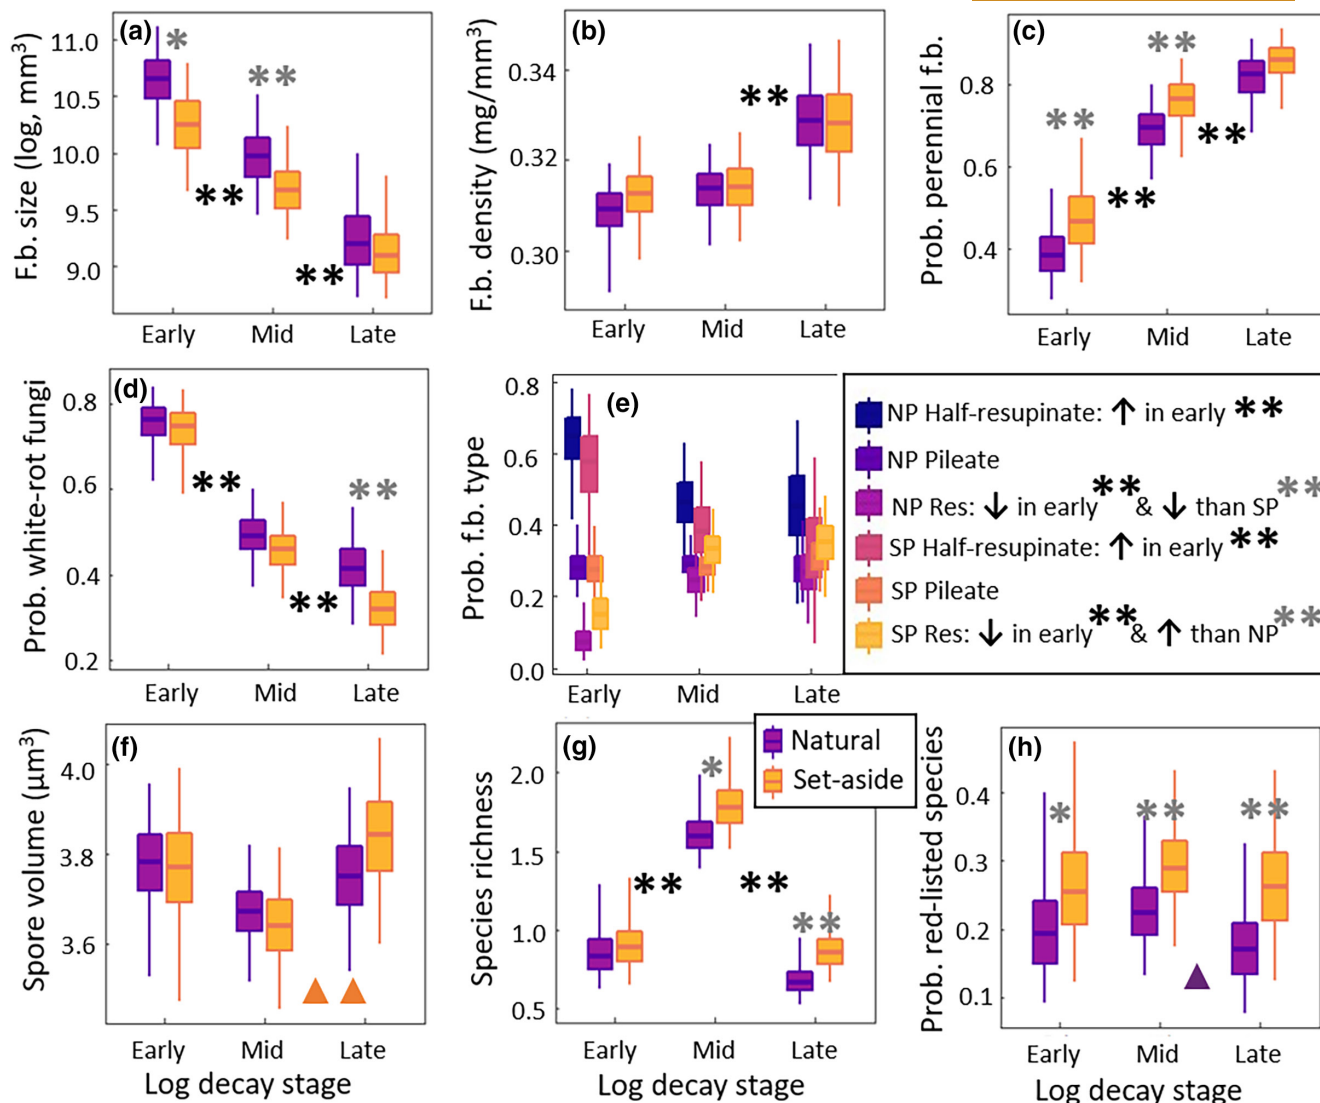 (a)
F.b. size (log, mm³)
11.0
10.5
10.0
9.5
9.0
*
**
**
**
Early Mid Late
(b)
F.b. density (mg/mm³)
0.34
0.32
0.30
**
Early Mid Late
(c)
Prob. perennial f.b.
0.8
0.6
0.4
**
**
**
**
Early Mid Late
(d)
Prob. white-rot fungi
0.8
0.6
0.4
0.2
**
**
**
Early Mid Late
(e)
Prob. f.b. type
0.8
0.6
0.4
0.2
0.0
Early Mid Late
NP Half-resupinate: ↑ in early **
NP Pileate
NP Res: ↓ in early** & ↓ than SP**
SP Half-resupinate: ↑ in early **
SP Pileate
SP Res: ↓ in early** & ↑ than NP**
(f)
Spore volume (µm³)
4.0
3.8
3.6
Early Mid Late
Log decay stage
(g)
Species richness
2.0
1.5
1.0
0.5
*
**
**
**
Early Mid Late
Log decay stage
Natural
Set-aside
(h)
Prob. red-listed species
0.4
0.3
0.2
0.1
*
**
**
Early Mid Late
Log decay stage